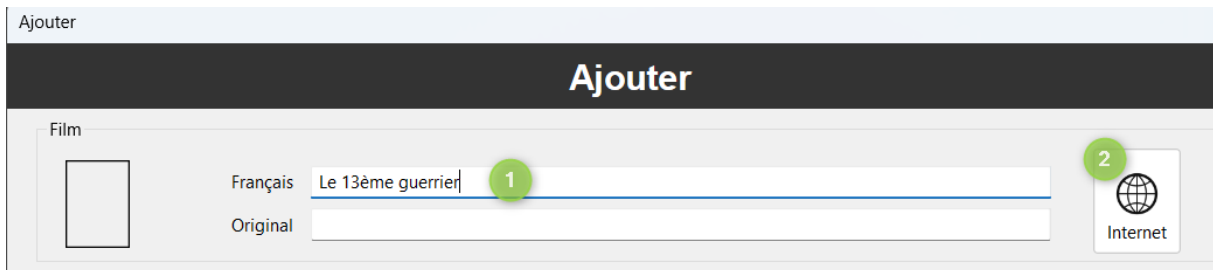 Ajouter
Ajouter
Film
2
Français Le 13ème guerrier 1
Original
Internet